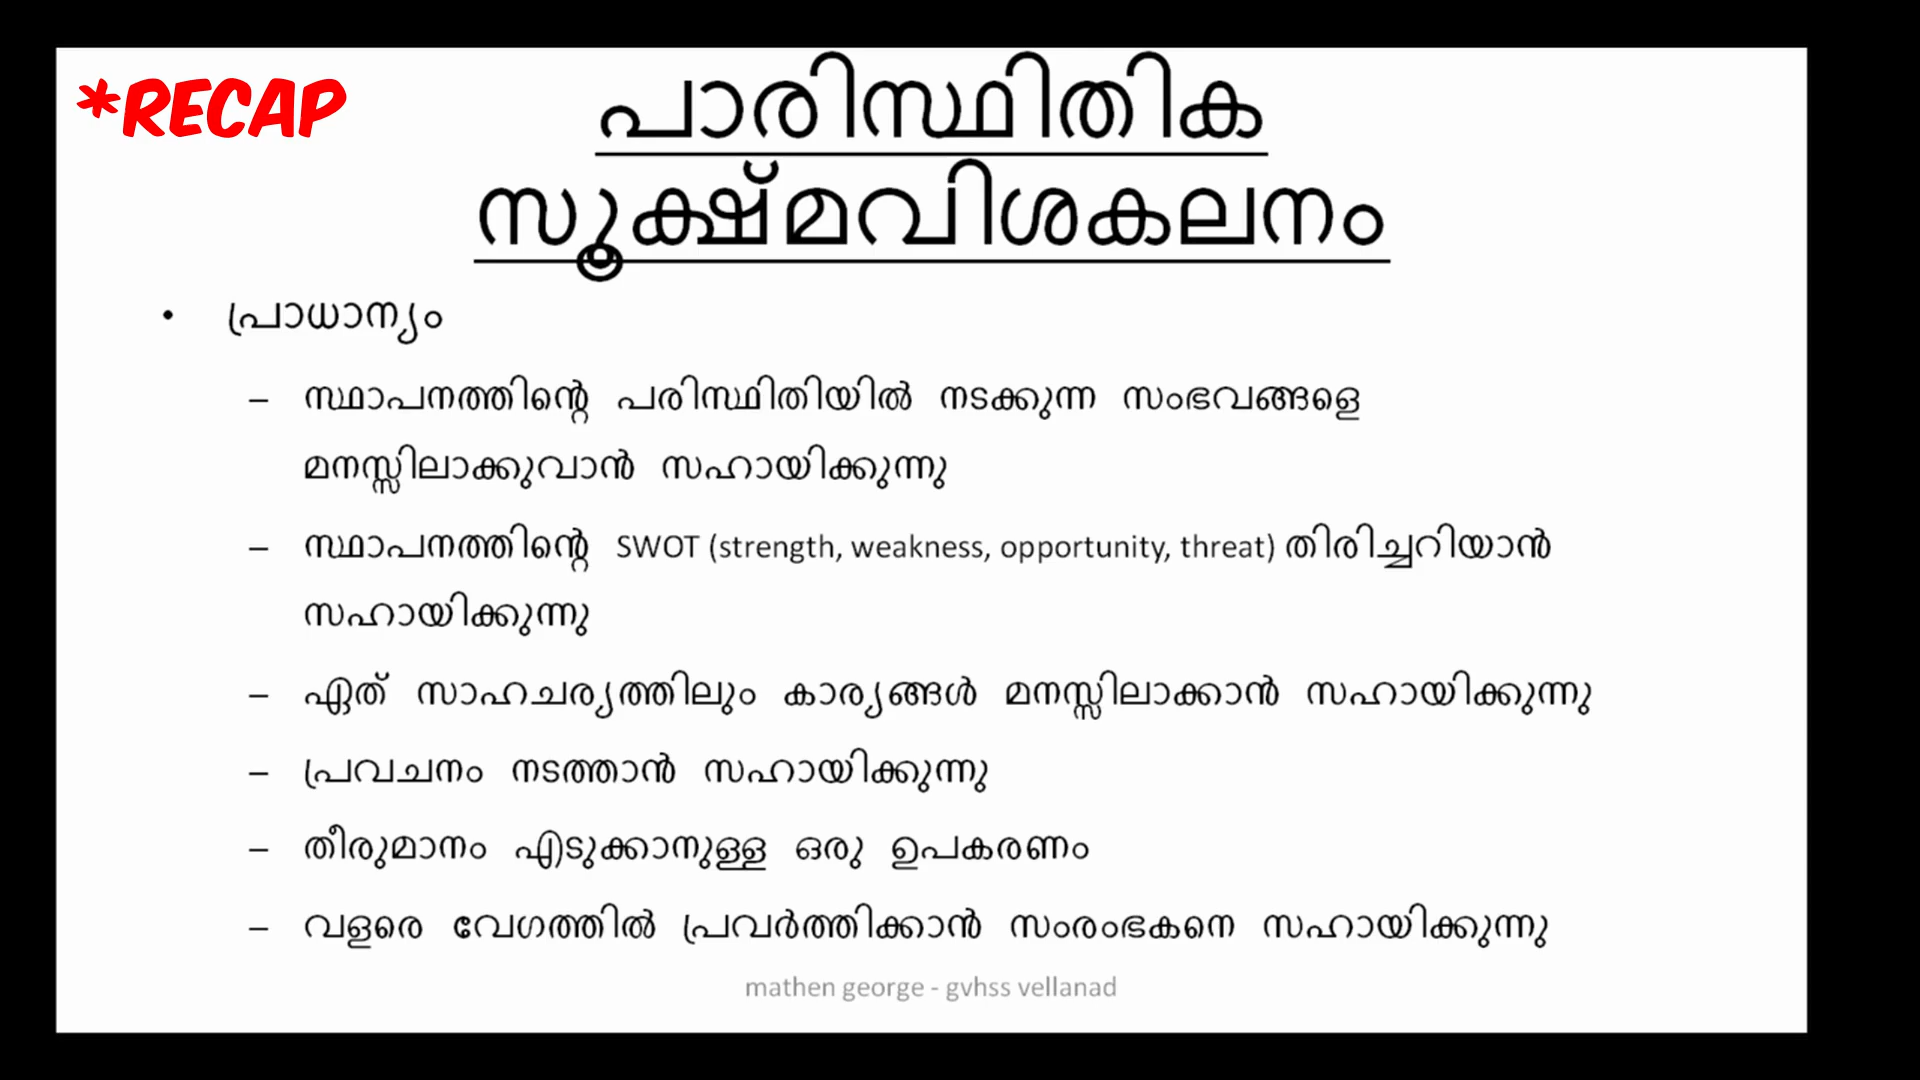 *RECAP
പാരിസ്ഥിതിക
സൂക്ഷ്മവിശകലനം
• പ്രാധാന്യം
– സ്ഥാപനത്തിന്റെ പരിസ്ഥിതിയിൽ നടക്കുന്ന സംഭവങ്ങളെ
മനസ്സിലാക്കുവാൻ സഹായിക്കുന്നു
– സ്ഥാപനത്തിന്റെ SWOT (strength, weakness, opportunity, threat) തിരിച്ചറിയാൻ
സഹായിക്കുന്നു
– ഏത് സാഹചര്യത്തിലും കാര്യങ്ങൾ മനസ്സിലാക്കാൻ സഹായിക്കുന്നു
– പ്രവചനം നടത്താൻ സഹായിക്കുന്നു
– തീരുമാനം എടുക്കാനുള്ള ഒരു ഉപകരണം
– വളരെ വേഗത്തിൽ പ്രവർത്തിക്കാൻ സംരംഭകനെ സഹായിക്കുന്നു
mathen george - gvhss vellanad